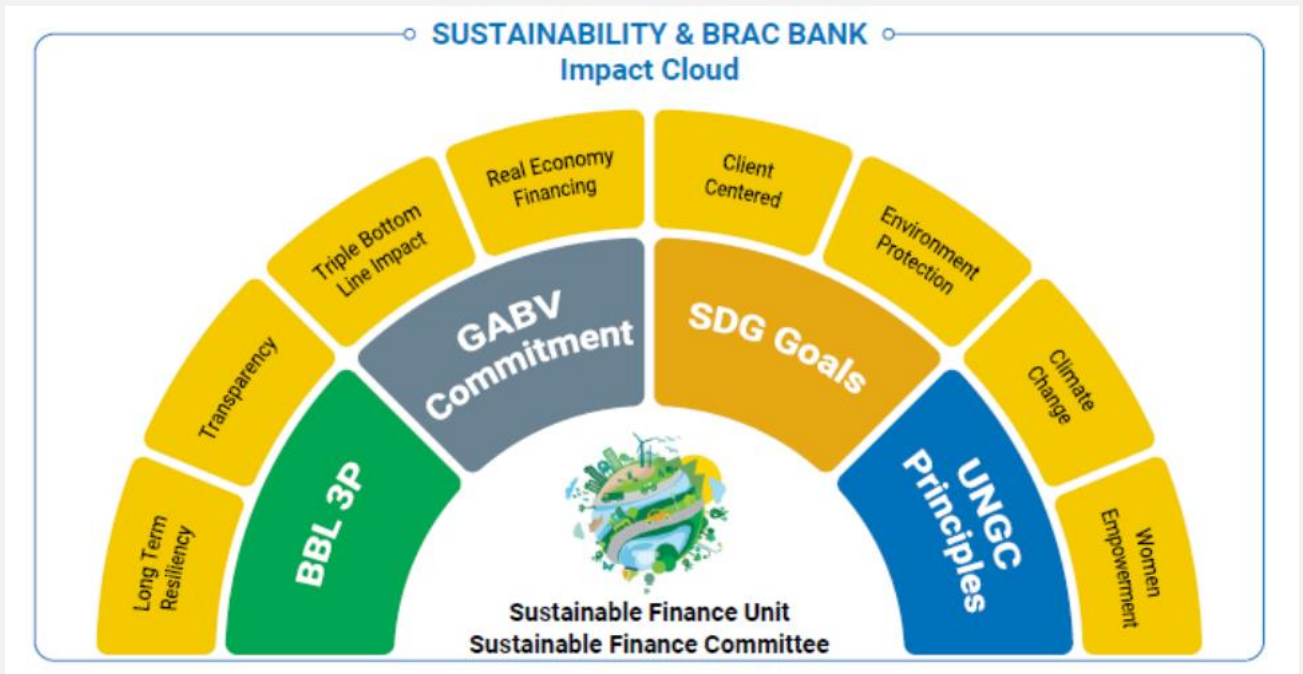 SUSTAINABILITY & BRAC BANK
Impact Cloud
Long Term
Resiliency
Transparency
Triple Bottom
Line Impact
Real Economy
Financing
Client
Centered
Environment
Protection
Climate
Change
Women
Empowerment
BBL 3P
GABV
Commitment
SDG Goals
UNGC
Principles
Sustainable Finance Unit
Sustainable Finance Committee